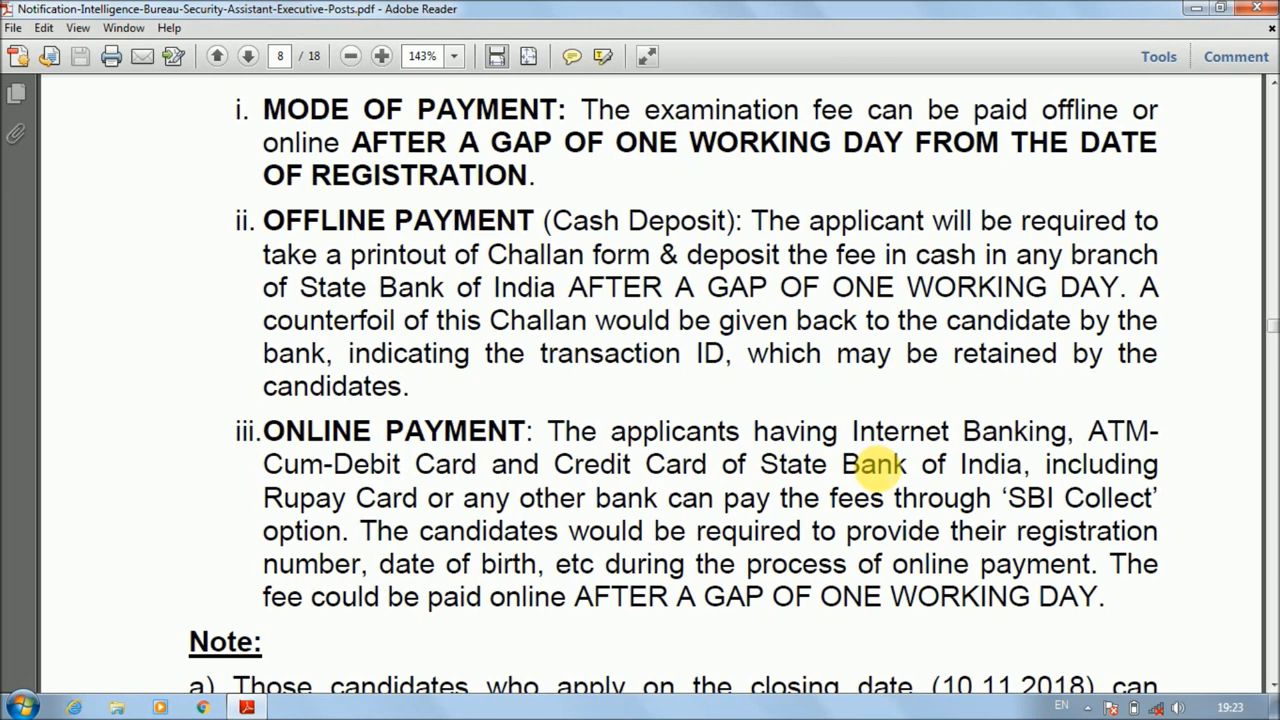 Notification-Intelligence-Bureau-Security-Assistant-Executive-Posts.pdf - Adobe Reader
File Edit View Window Help
8 / 18 143% Tools Comment
i. MODE OF PAYMENT: The examination fee can be paid offline or
online AFTER A GAP OF ONE WORKING DAY FROM THE DATE
OF REGISTRATION.
ii. OFFLINE PAYMENT (Cash Deposit): The applicant will be required to
take a printout of Challan form & deposit the fee in cash in any branch
of State Bank of India AFTER A GAP OF ONE WORKING DAY. A
counterfoil of this Challan would be given back to the candidate by the
bank, indicating the transaction ID, which may be retained by the
candidates.
iii. ONLINE PAYMENT: The applicants having Internet Banking, ATM-
Cum-Debit Card and Credit Card of State Bank of India, including
Rupay Card or any other bank can pay the fees through ‘SBI Collect’
option. The candidates would be required to provide their registration
number, date of birth, etc during the process of online payment. The
fee could be paid online AFTER A GAP OF ONE WORKING DAY.
Note:
a) Those candidates who apply on the closing date (10.11.2018) can
EN 19:23